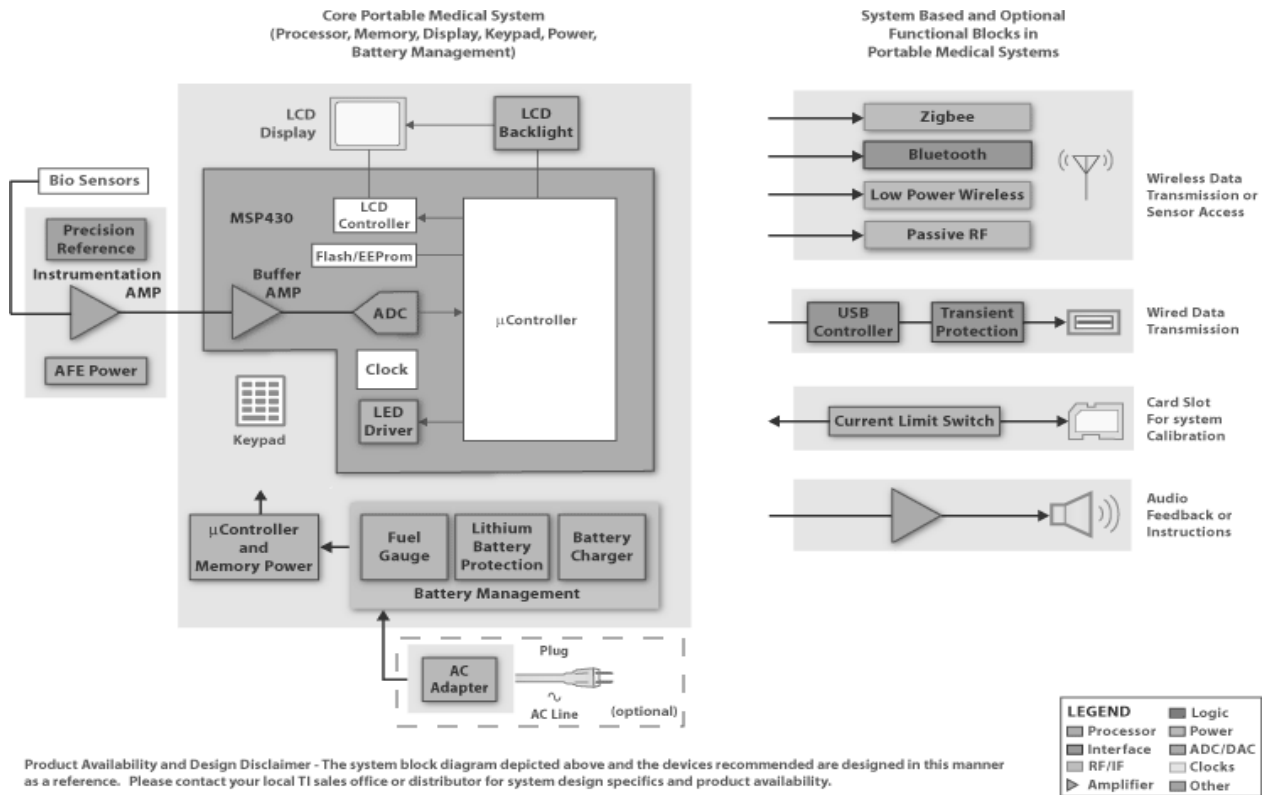 Core Portable Medical System
(Processor, Memory, Display, Keypad, Power,
Battery Management)
System Based and Optional
Functional Blocks in
Portable Medical Systems
LCD
Display
LCD
Backlight
Bio Sensors
Precision
Reference
Instrumentation
AMP
AFE Power
MSP430
LCD
Controller
Flash/EEProm
Buffer
AMP
ADC
μController
Clock
LED
Driver
Keypad
μController
and
Memory Power
Fuel
Gauge
Lithium
Battery
Protection
Battery
Charger
Battery Management
AC
Adapter
Plug
AC Line
(optional)
Zigbee
Bluetooth
Low Power Wireless
Passive RF
Wireless Data
Transmission or
Sensor Access
USB
Controller
Transient
Protection
Wired Data
Transmission
Current Limit Switch
Card Slot
For system
Calibration
Audio
Feedback or
Instructions
LEGEND
Processor
Interface
RF/IF
Amplifier
Logic
Power
ADC/DAC
Clocks
Other
Product Availability and Design Disclaimer - The system block diagram depicted above and the devices recommended are designed in this manner
as a reference. Please contact your local TI sales office or distributor for system design specifics and product availability.